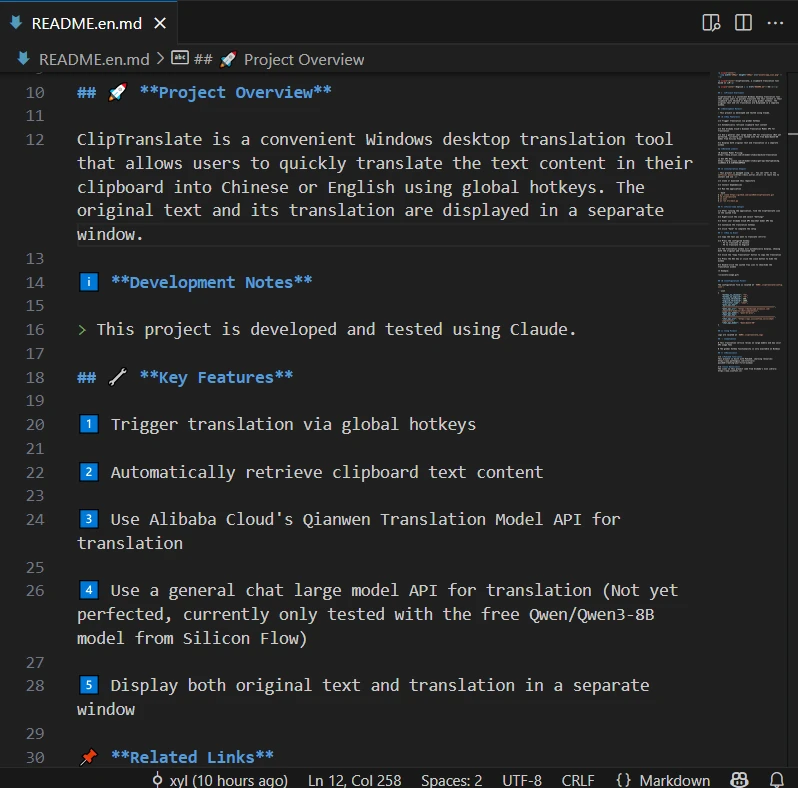 README.en.md
README.en.md > ## 🚀 Project Overview
10 ## 🚀 **Project Overview**
11
12 ClipTranslate is a convenient Windows desktop translation tool
that allows users to quickly translate the text content in their
clipboard into Chinese or English using global hotkeys. The
original text and its translation are displayed in a separate
window.
13
14 ℹ️ **Development Notes**
15
16 > This project is developed and tested using Claude.
17
18 ## 🔧 **Key Features**
19
20 1️⃣ Trigger translation via global hotkeys
21
22 2️⃣ Automatically retrieve clipboard text content
23
24 3️⃣ Use Alibaba Cloud's Qianwen Translation Model API for
translation
25
26 4️⃣ Use a general chat large model API for translation (Not yet
perfected, currently only tested with the free Qwen/Qwen3-8B
model from Silicon Flow)
27
28 5️⃣ Display both original text and translation in a separate
window
29
30 📌 **Related Links**
xyl (10 hours ago) Ln 12, Col 258 Spaces: 2 UTF-8 CRLF {} Markdown